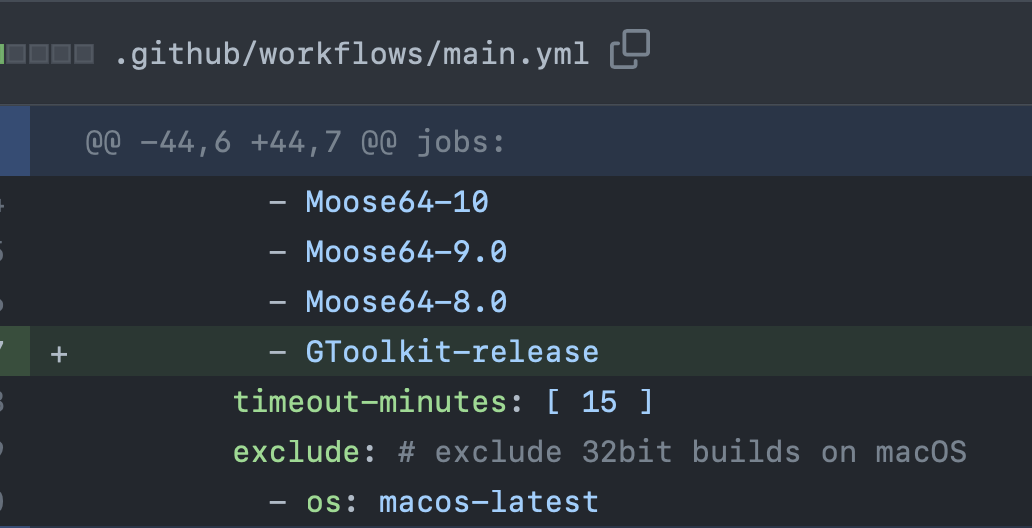 .github/workflows/main.yml
@@ -44,6 +44,7 @@ jobs:
- Moose64-10
- Moose64-9.0
- Moose64-8.0
+ - GToolkit-release
timeout-minutes: [ 15 ]
exclude: # exclude 32bit builds on macOS
- os: macos-latest